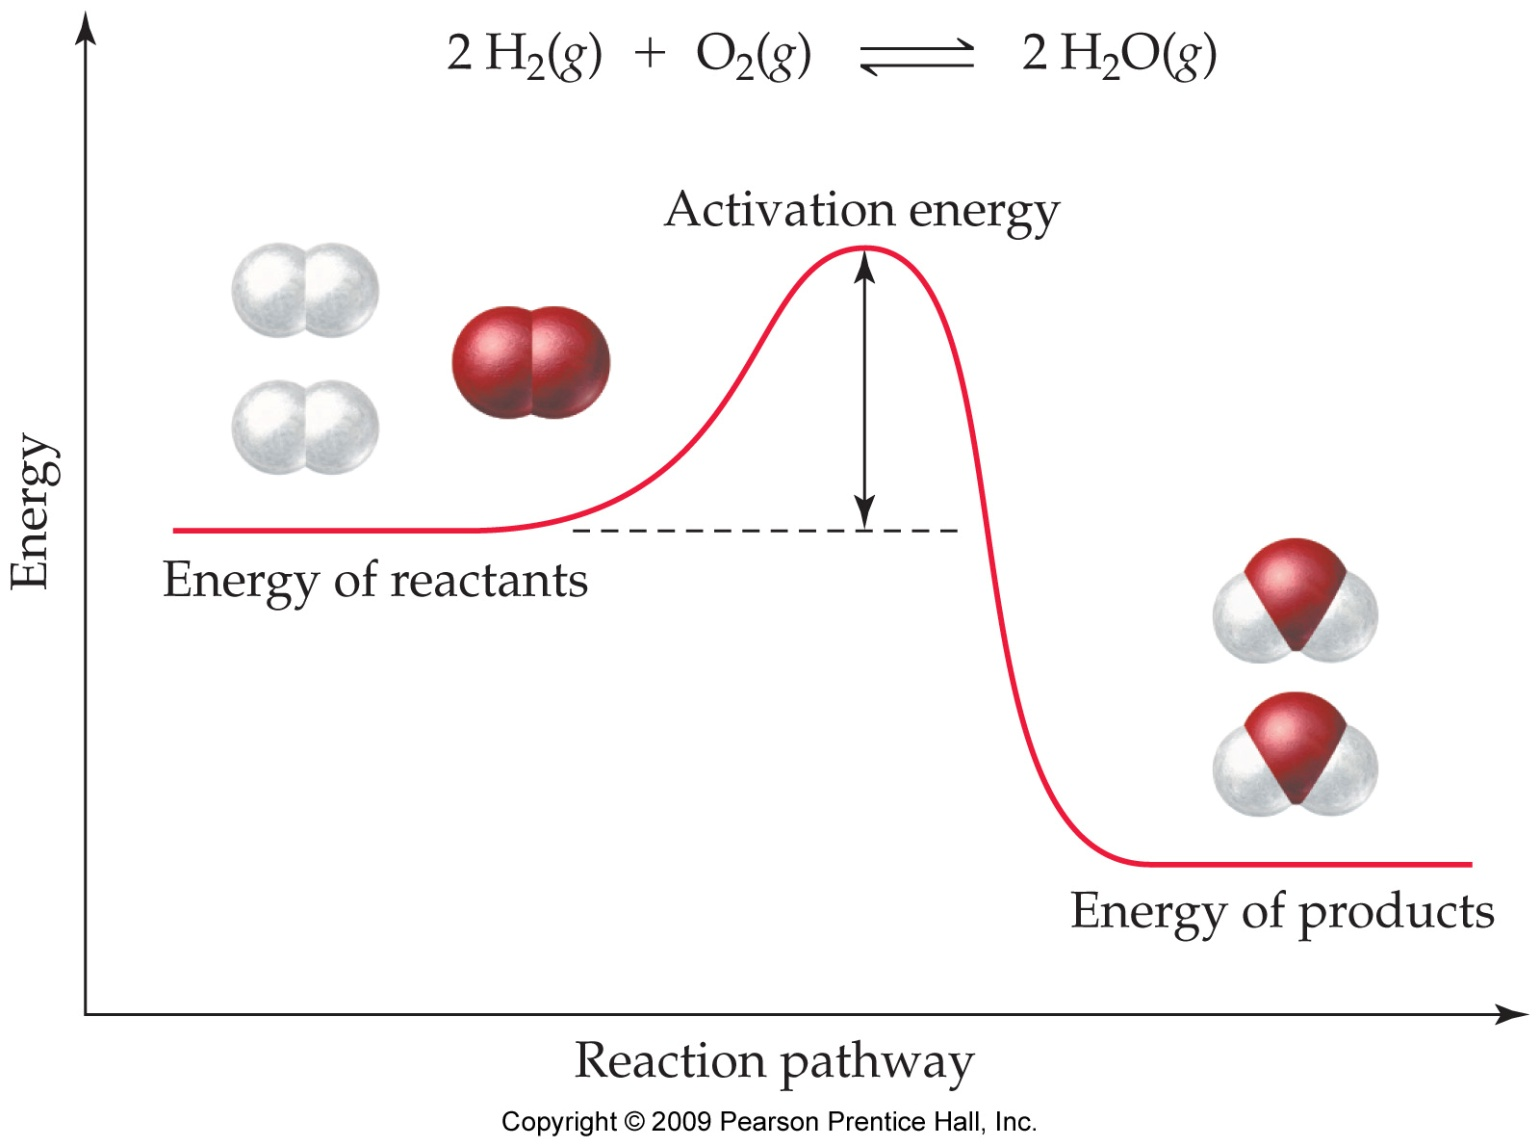 2 H₂(g) + O₂(g) ⇌ 2 H₂O(g)
Activation energy
Energy
Energy of reactants
Energy of products
Reaction pathway
Copyright © 2009 Pearson Prentice Hall, Inc.